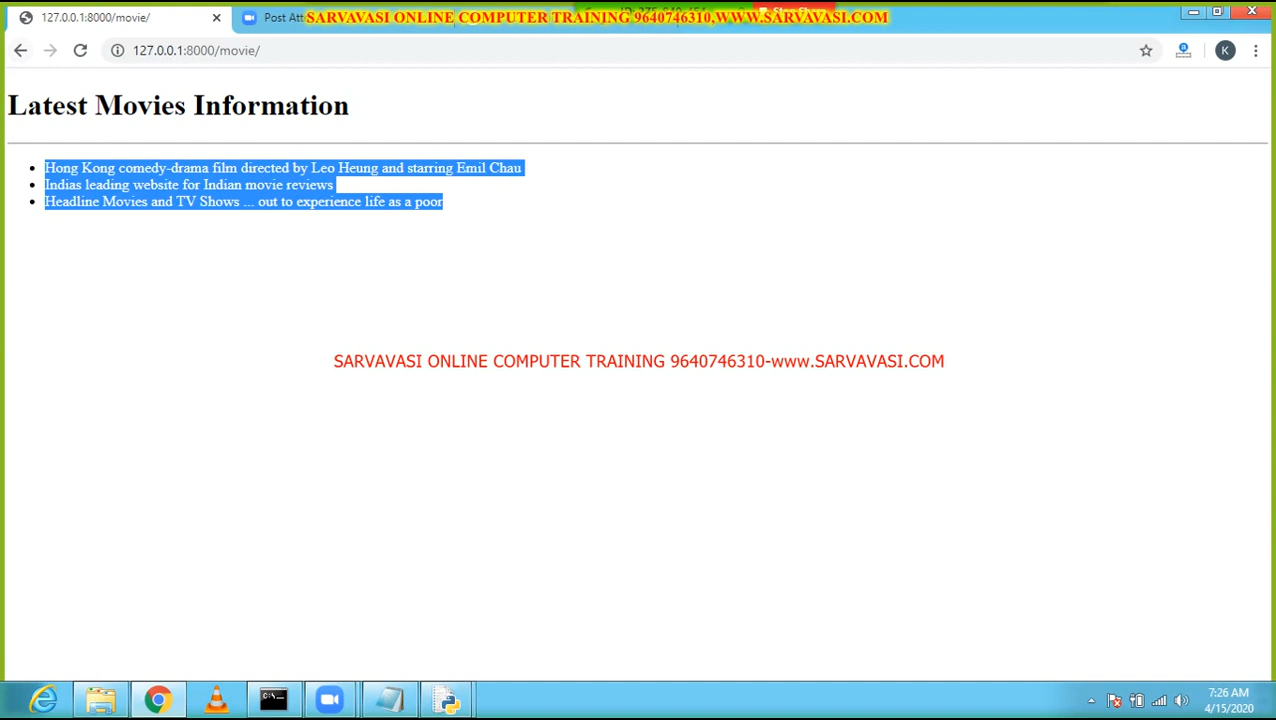 127.0.0.1:8000/movie/
Post Att
SARVAVASI ONLINE COMPUTER TRAINING 9640746310,WWW.SARVAVASI.COM
127.0.0.1:8000/movie/
K
Latest Movies Information
Hong Kong comedy-drama film directed by Leo Heung and starring Emil Chau
Indias leading website for Indian movie reviews
Headline Movies and TV Shows ... out to experience life as a poor
SARVAVASI ONLINE COMPUTER TRAINING 9640746310-www.SARVAVASI.COM
7:26 AM
4/15/2020